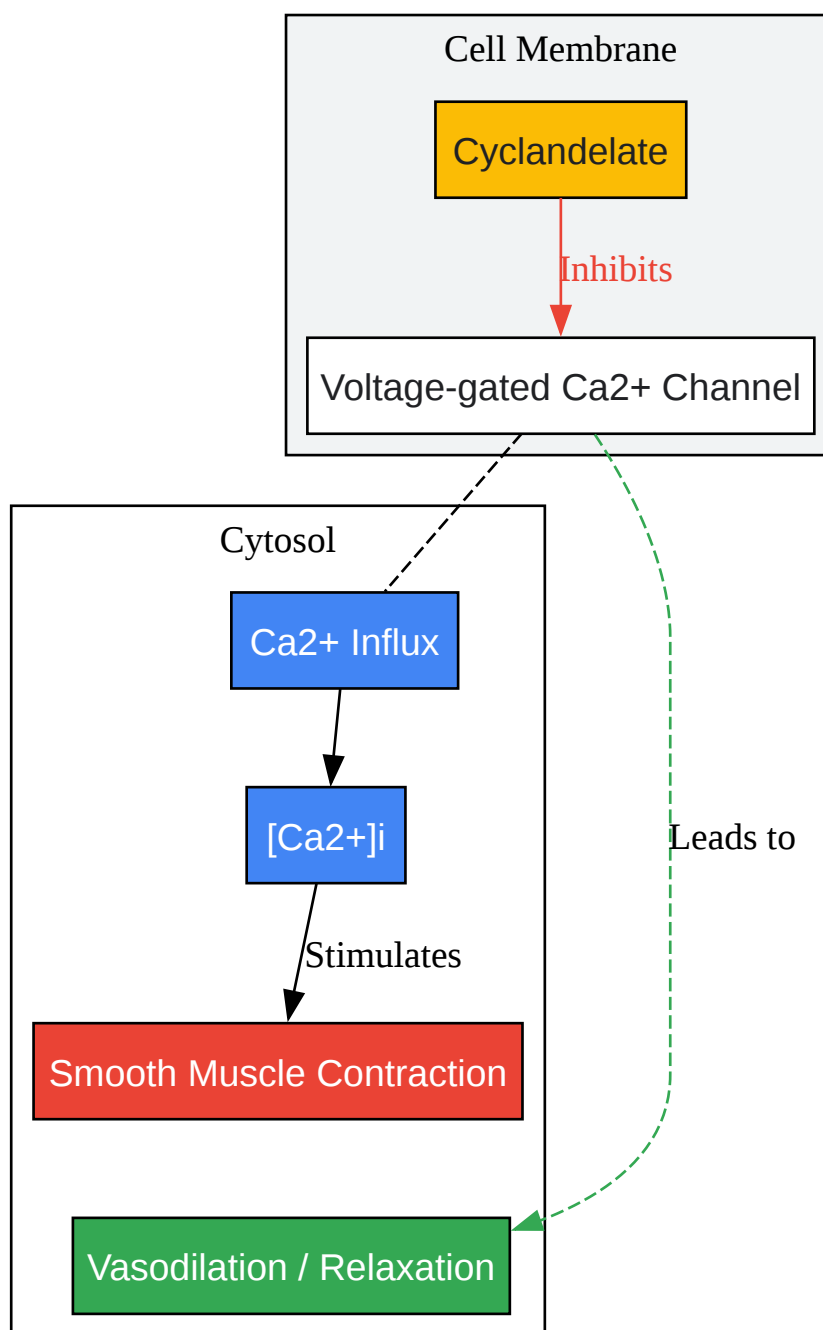 Cell Membrane
Cyclandelate
Inhibits
Voltage-gated Ca2+ Channel
Cytosol
Ca2+ Influx
[Ca2+]i
Leads to
Stimulates
Smooth Muscle Contraction
Vasodilation / Relaxation